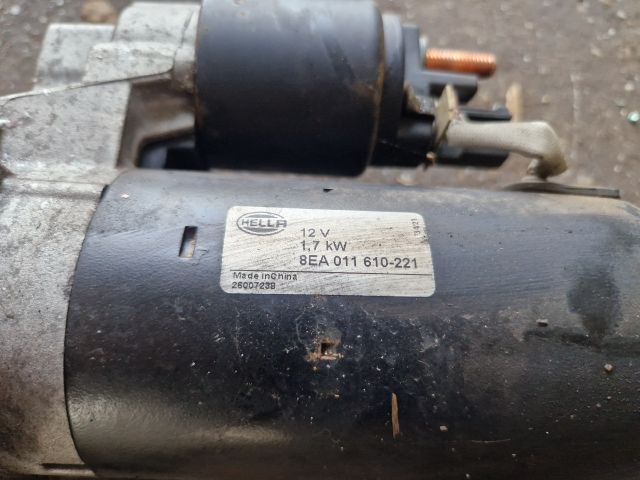 HELLA
12 V
1,7 kW
8EA 011 610-221
Made in China
26007238